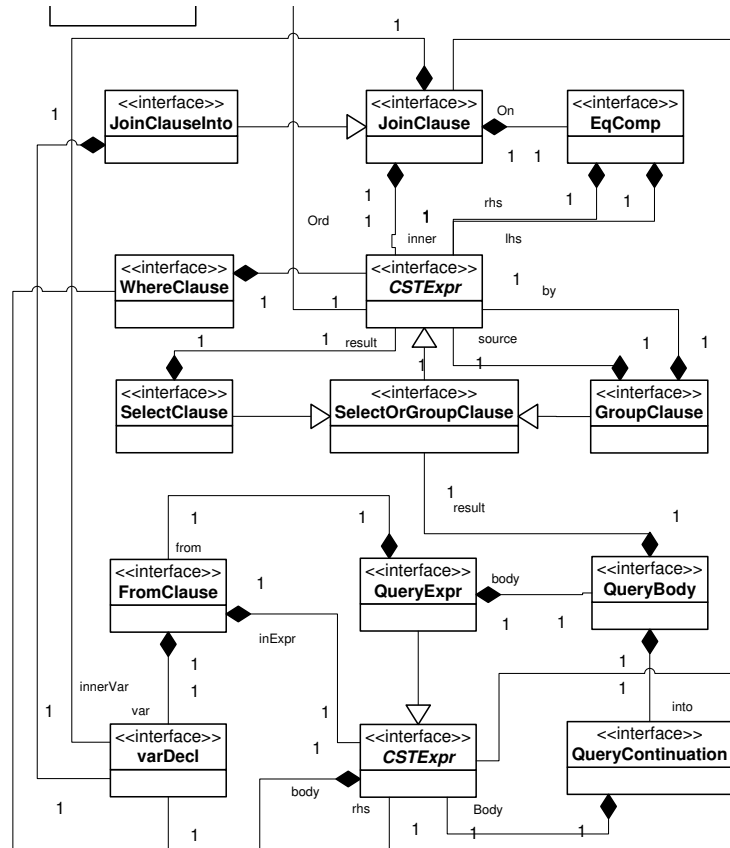 1
1
<<interface>>
JoinClauseInto
<<interface>>
JoinClause
On
<<interface>>
EqComp
1 1
1
1
1
rhs
1
1
Ord
inner
lhs
<<interface>>
WhereClause
<<interface>>
CSTExpr
1
by
1
1
1
1
result
source
1
1
1
1
<<interface>>
SelectClause
<<interface>>
SelectOrGroupClause
<<interface>>
GroupClause
1
result
1
1
1
from
<<interface>>
FromClause
<<interface>>
QueryExpr
body
<<interface>>
QueryBody
1
inExpr
1
1
1
1
1
1
innerVar
var
into
1
1
1
<<interface>>
varDecl
<<interface>>
CSTExpr
<<interface>>
QueryContinuation
body
rhs
Body
1
1
1
1
1